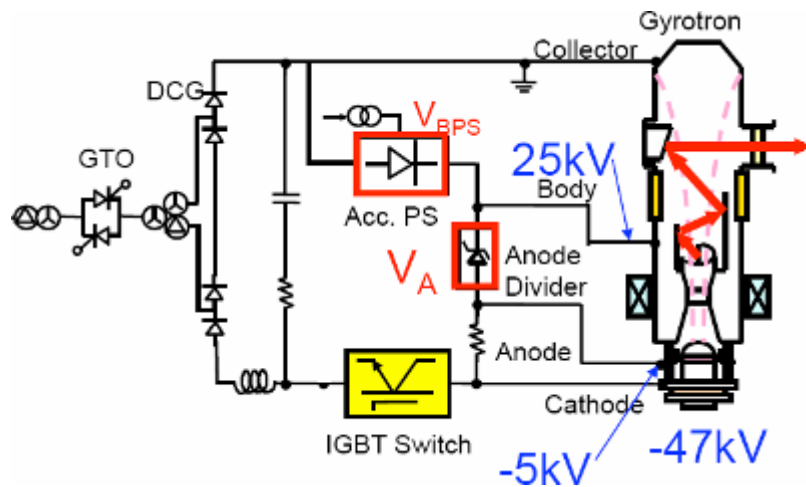 Gyrotron
Collector
DCG
V_BPS
GTO
25kV
Body
Acc. PS
V_A
Anode
Divider
Anode
Cathode
IGBT Switch
-5kV
-47kV